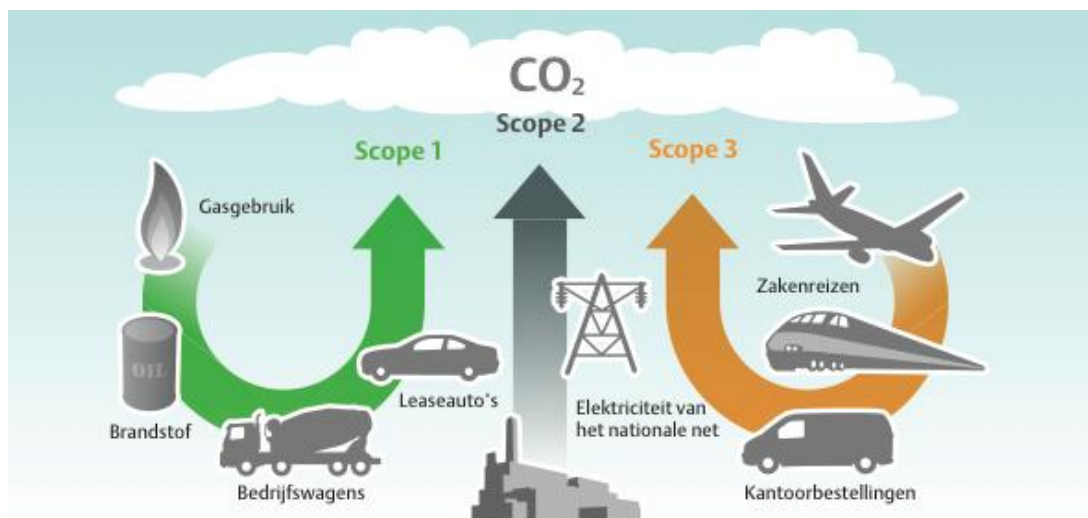 CO₂
Scope 2
Scope 1
Scope 3
Gasgebruik
Zakenreizen
OIL
Leaseauto's
Elektriciteit van
het nationale net
Brandstof
Bedrijfswagens
Kantoorbestellingen